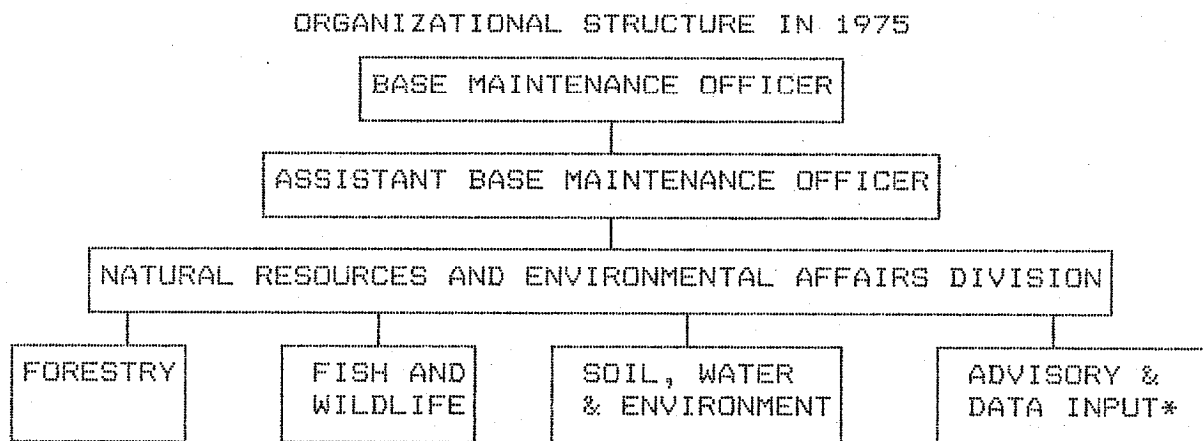 ORGANIZATIONAL STRUCTURE IN 1975
BASE MAINTENANCE OFFICER
ASSISTANT BASE MAINTENANCE OFFICER
NATURAL RESOURCES AND ENVIRONMENTAL AFFAIRS DIVISION
FORESTRY
FISH AND
WILDLIFE
SOIL, WATER
& ENVIRONMENT
ADVISORY &
DATA INPUT*